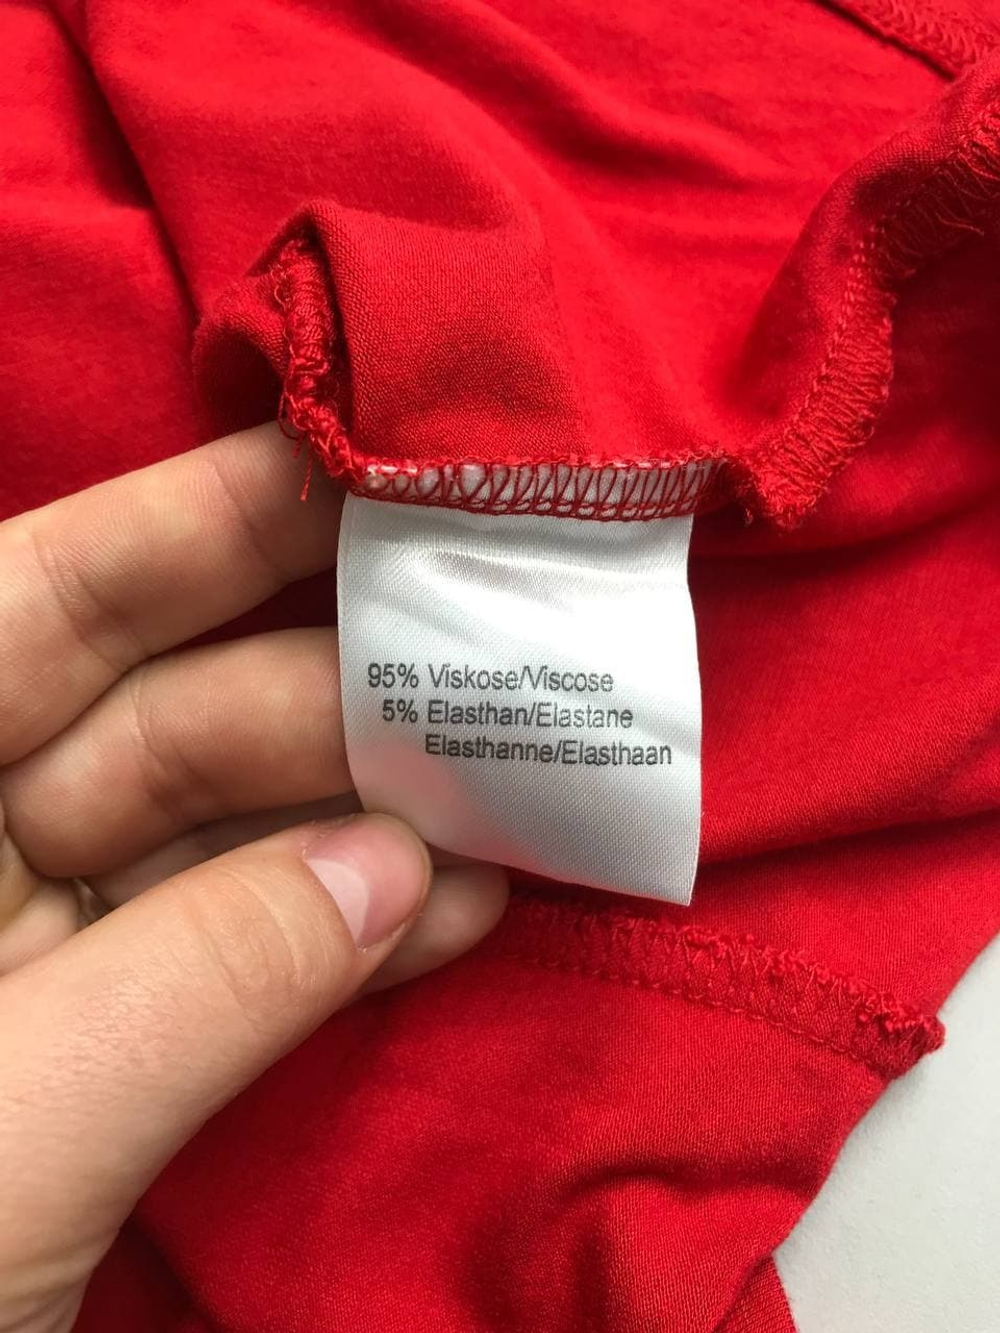 95% Viskose/Viscose
5% Elasthan/Elastane
Elasthanne/Elasthaan